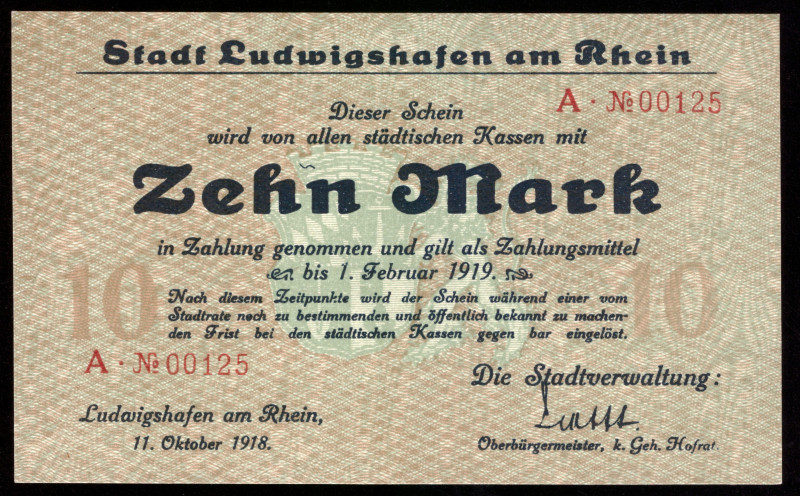 Stadt Ludwigshafen am Rhein
A · № 00125
Dieser Schein
wird von allen städtischen Kassen mit
Zehn Mark
in Zahlung genommen und gilt als Zahlungsmittel
bis 1. Februar 1919.
10 10
Nach diesem Zeitpunkte wird der Schein während einer vom
Stadtrate noch zu bestimmenden und öffentlich bekannt zu machen-
den Frist bei den städtischen Kassen gegen bar eingelöst.
A · № 00125
Die Stadtverwaltung:
Ludwigshafen am Rhein,
11. Oktober 1918.
Oberbürgermeister, k. Geh. Hofrat.